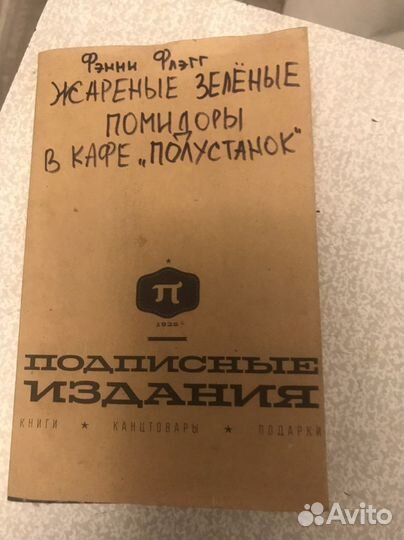 Фэнни Флэгг
ЖАРЕНЫЕ ЗЕЛЁНЫЕ
ПОМИДОРЫ
В КАФЕ „ПОЛУСТАНОК"
П
1926
ПОДПИСНЫЕ
ИЗДАНИЯ
КНИГИ ★ КАНЦТОВАРЫ ★ ПОДАРКИ
Avito